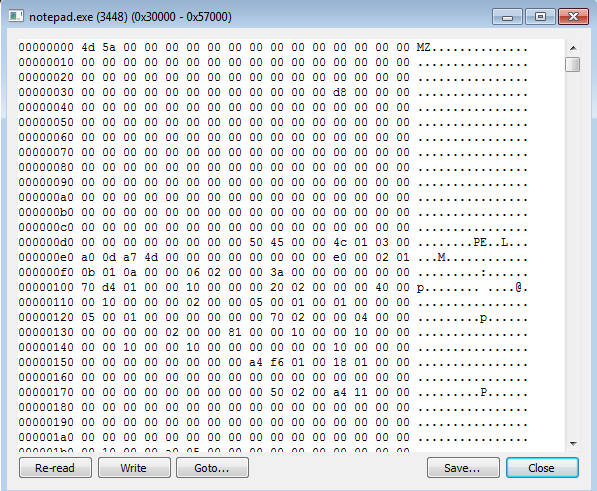 notepad.exe (3448) (0x30000 - 0x57000)
00000000 4d 5a 00 00 00 00 00 00 00 00 00 00 00 00 00 00 MZ..............
00000010 00 00 00 00 00 00 00 00 00 00 00 00 00 00 00 00 ................
00000020 00 00 00 00 00 00 00 00 00 00 00 00 00 00 00 00 ................
00000030 00 00 00 00 00 00 00 00 00 00 00 00 d8 00 00 00 ................
00000040 00 00 00 00 00 00 00 00 00 00 00 00 00 00 00 00 ................
00000050 00 00 00 00 00 00 00 00 00 00 00 00 00 00 00 00 ................
00000060 00 00 00 00 00 00 00 00 00 00 00 00 00 00 00 00 ................
00000070 00 00 00 00 00 00 00 00 00 00 00 00 00 00 00 00 ................
00000080 00 00 00 00 00 00 00 00 00 00 00 00 00 00 00 00 ................
00000090 00 00 00 00 00 00 00 00 00 00 00 00 00 00 00 00 ................
000000a0 00 00 00 00 00 00 00 00 00 00 00 00 00 00 00 00 ................
000000b0 00 00 00 00 00 00 00 00 00 00 00 00 00 00 00 00 ................
000000c0 00 00 00 00 00 00 00 00 00 00 00 00 00 00 00 00 ................
000000d0 00 00 00 00 00 00 00 00 50 45 00 00 4c 01 03 00 ........PE..L...
000000e0 a0 0d a7 4d 00 00 00 00 00 00 00 00 e0 00 02 01 ...M............
000000f0 0b 01 0a 00 00 06 02 00 00 3a 00 00 00 00 00 00 .........:......
00000100 70 d4 01 00 00 10 00 00 00 20 02 00 00 00 40 00 p........ ....@.
00000110 00 10 00 00 00 02 00 00 05 00 01 00 01 00 00 00 ................
00000120 05 00 01 00 00 00 00 00 00 70 02 00 00 04 00 00 .........p......
00000130 00 00 00 00 02 00 00 81 00 00 10 00 00 10 00 00 ................
00000140 00 00 10 00 00 10 00 00 00 00 00 00 10 00 00 00 ................
00000150 00 00 00 00 00 00 00 00 a4 f6 01 00 18 01 00 00 ................
00000160 00 00 00 00 00 00 00 00 00 00 00 00 00 00 00 00 ................
00000170 00 00 00 00 00 00 00 00 00 50 02 00 a4 11 00 00 .........P......
00000180 00 00 00 00 00 00 00 00 00 00 00 00 00 00 00 00 ................
00000190 00 00 00 00 00 00 00 00 00 00 00 00 00 00 00 00 ................
000001a0 00 00 00 00 00 00 00 00 00 00 00 00 00 00 00 00 ................
Re-read Write Goto... Save... Close